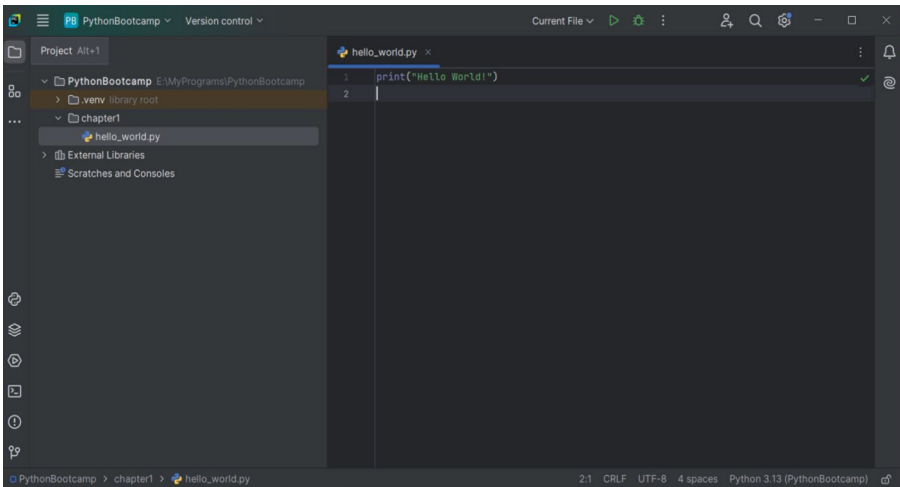 PB PythonBootcamp Version control Current File
Project Alt+1
hello_world.py
PythonBootcamp E:\MyPrograms\PythonBootcamp
.venv library root
chapter1
hello_world.py
External Libraries
Scratches and Consoles
1 print("Hello World!")
2
PythonBootcamp > chapter1 > hello_world.py 2:1 CRLF UTF-8 4 spaces Python 3.13 (PythonBootcamp)